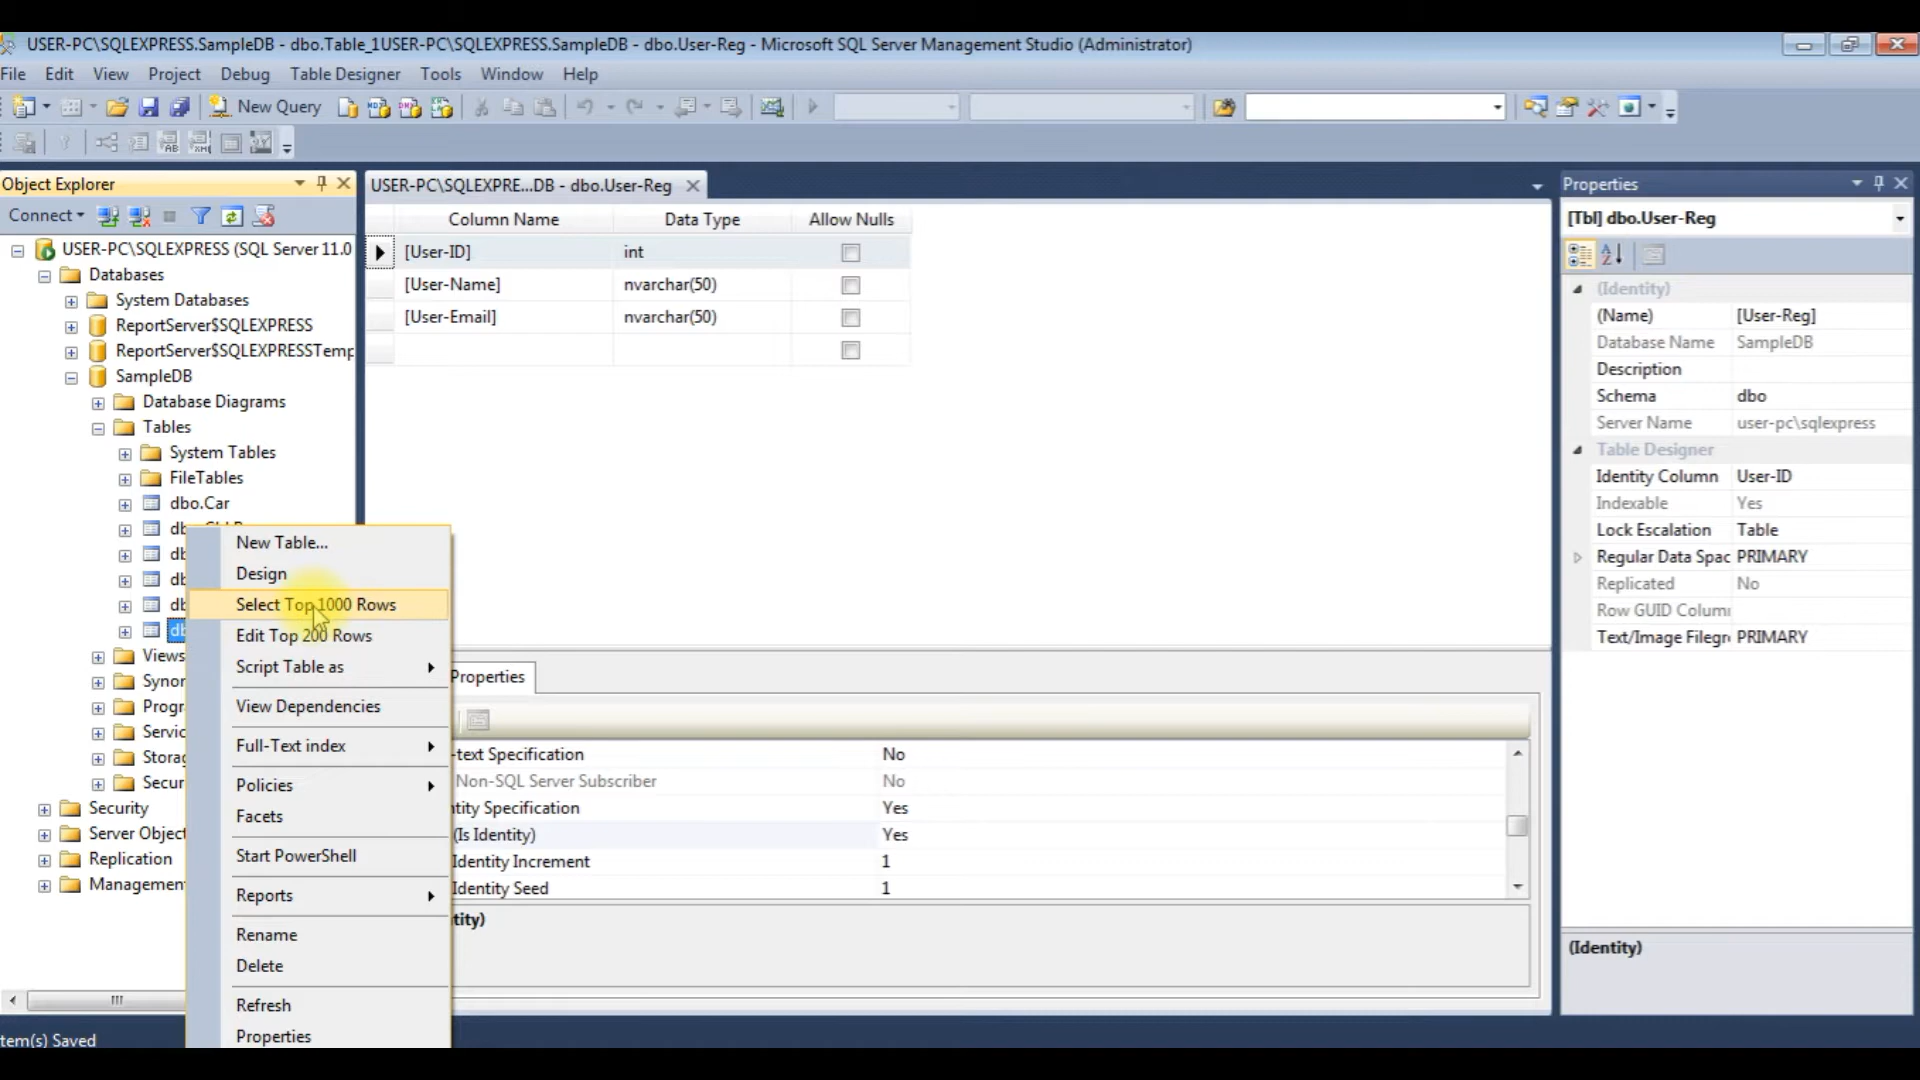 USER-PC\SQLEXPRESS.SampleDB - dbo.Table_1USER-PC\SQLEXPRESS.SampleDB - dbo.User-Reg - Microsoft SQL Server Management Studio (Administrator)
File Edit View Project Debug Table Designer Tools Window Help
New Query
Object Explorer
Connect
USER-PC\SQLEXPRESS (SQL Server 11.0
Databases
System Databases
ReportServer$SQLEXPRESS
ReportServer$SQLEXPRESSTemp
SampleDB
Database Diagrams
Tables
System Tables
FileTables
dbo.Car
Views
Synor
Progr
Servic
Storag
Secur
Security
Server Object
Replication
Managemen
New Table...
Design
Select Top 1000 Rows
Edit Top 200 Rows
Script Table as
View Dependencies
Full-Text index
Policies
Facets
Start PowerShell
Reports
Rename
Delete
Refresh
Properties
USER-PC\SQLEXPRE...DB - dbo.User-Reg
Column Name Data Type Allow Nulls
[User-ID] int
[User-Name] nvarchar(50)
[User-Email] nvarchar(50)
Properties
-text Specification No
Non-SQL Server Subscriber No
ntity Specification Yes
(Is Identity) Yes
Identity Increment 1
Identity Seed 1
tity)
Properties
[Tbl] dbo.User-Reg
(Identity)
(Name) [User-Reg]
Database Name SampleDB
Description
Schema dbo
Server Name user-pc\sqlexpress
Table Designer
Identity Column User-ID
Indexable Yes
Lock Escalation Table
Regular Data Spac PRIMARY
Replicated No
Row GUID Colum
Text/Image Filegr PRIMARY
(Identity)
tem(s) Saved